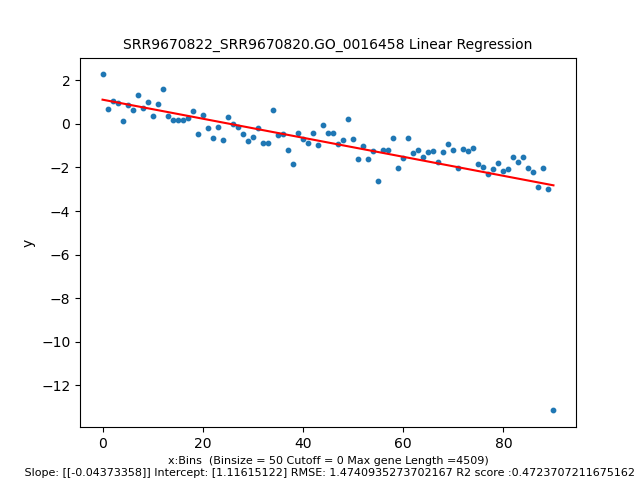 SRR9670822_SRR9670820.GO_0016458 Linear Regression
2
0
−2
−4
−6
−8
−10
−12
y
0 20 40 60 80
x:Bins  (Binsize = 50 Cutoff = 0 Max gene Length =4509)
Slope: [[-0.04373358]] Intercept: [1.11615122] RMSE: 1.4740935273702167 R2 score :0.4723707211675162